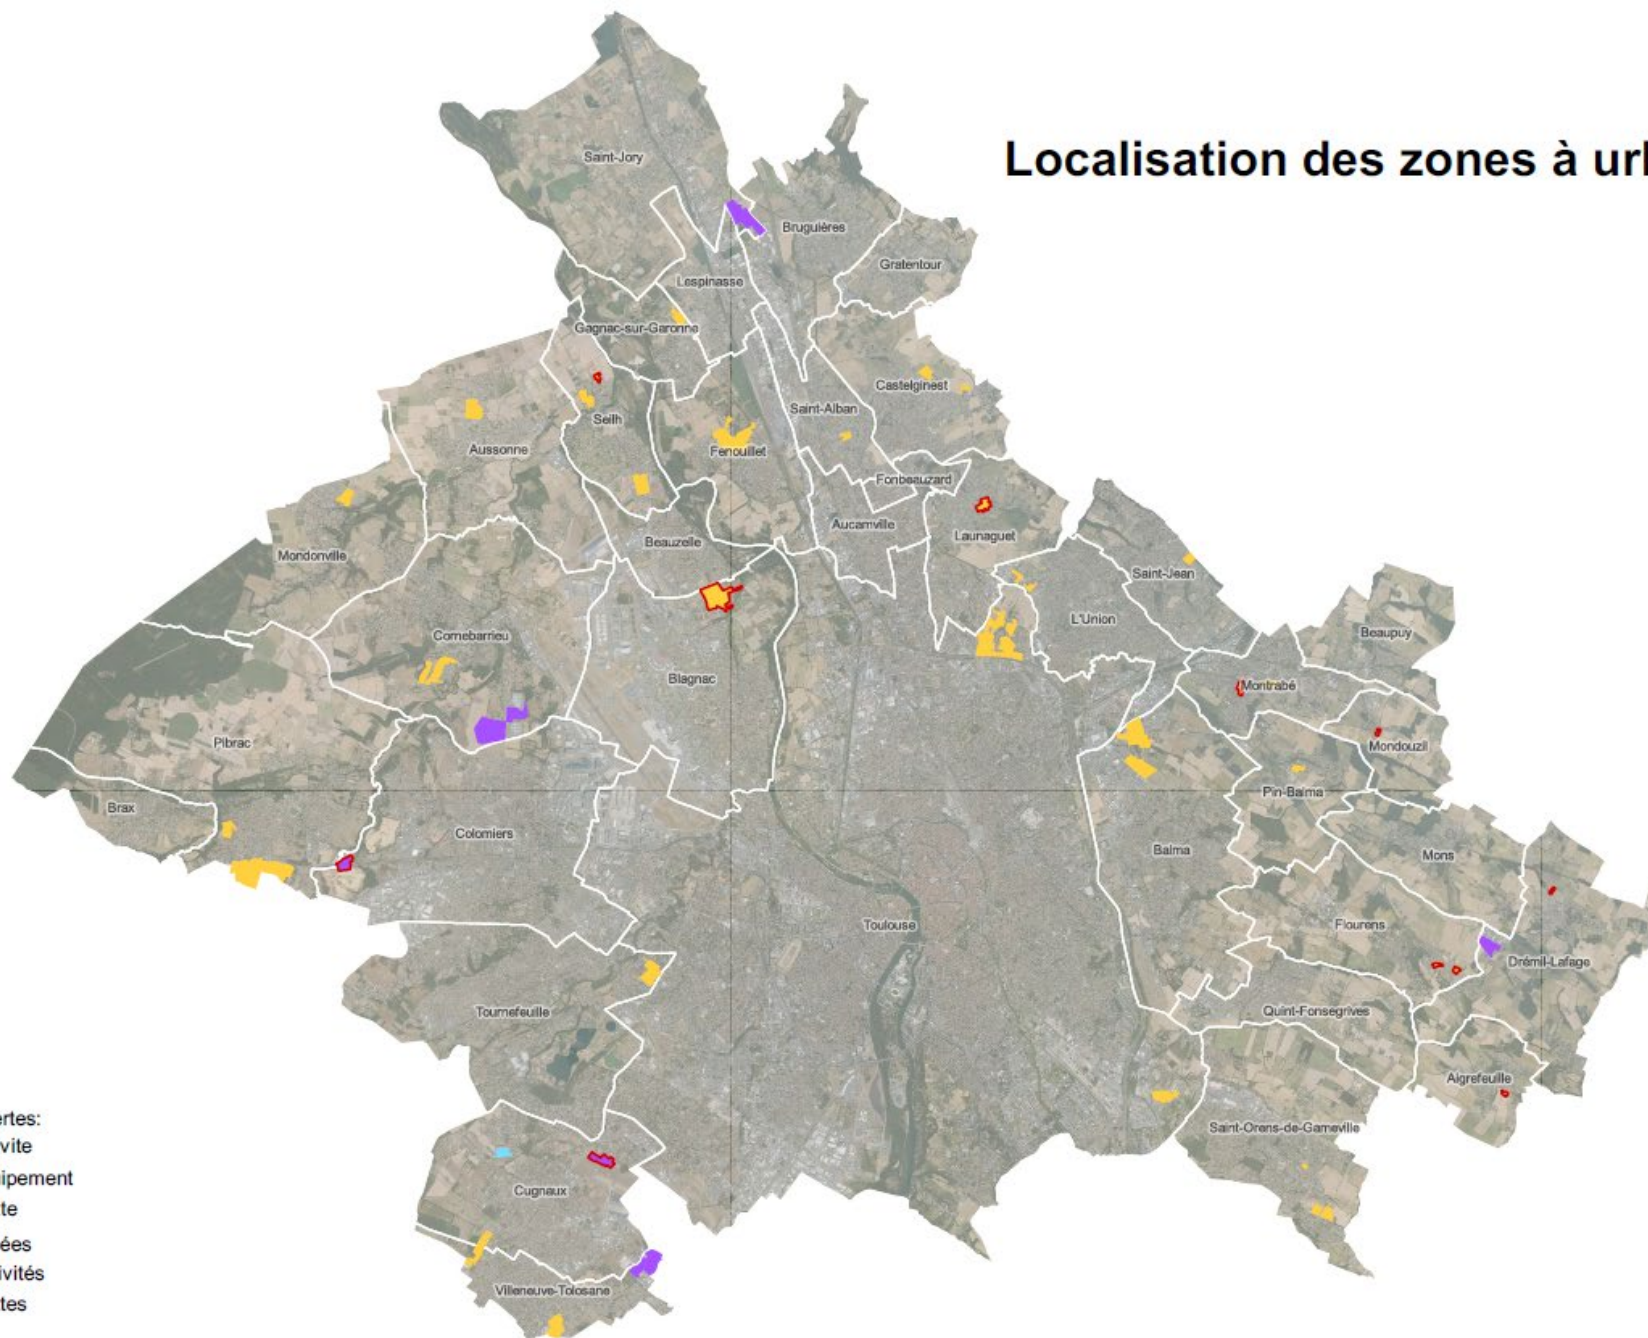 Localisation des zones à url
Saint-Jory
Bruguières
Gratentour
Lespinasse
Gagnac-sur-Garonne
Castelginest
Saint-Alban
Seilh
Aussonne
Fenouillet
Fonbeauzard
Aucamville
Launaguet
Beauzelle
Mondonville
Saint-Jean
L'Union
Beaupuy
Cornebarrieu
Blagnac
Montrabé
Pibrac
Mondouzil
Pin-Balma
Brax
Colomiers
Balma
Mons
Toulouse
Flourens
Drémil-Lafage
Tournefeuille
Quint-Fonsegrives
Aigrefeuille
ertes:
Saint-Orens-de-Gameville
vite
uipement
Cugnaux
te
ées
ivités
Villeneuve-Tolosane
tes